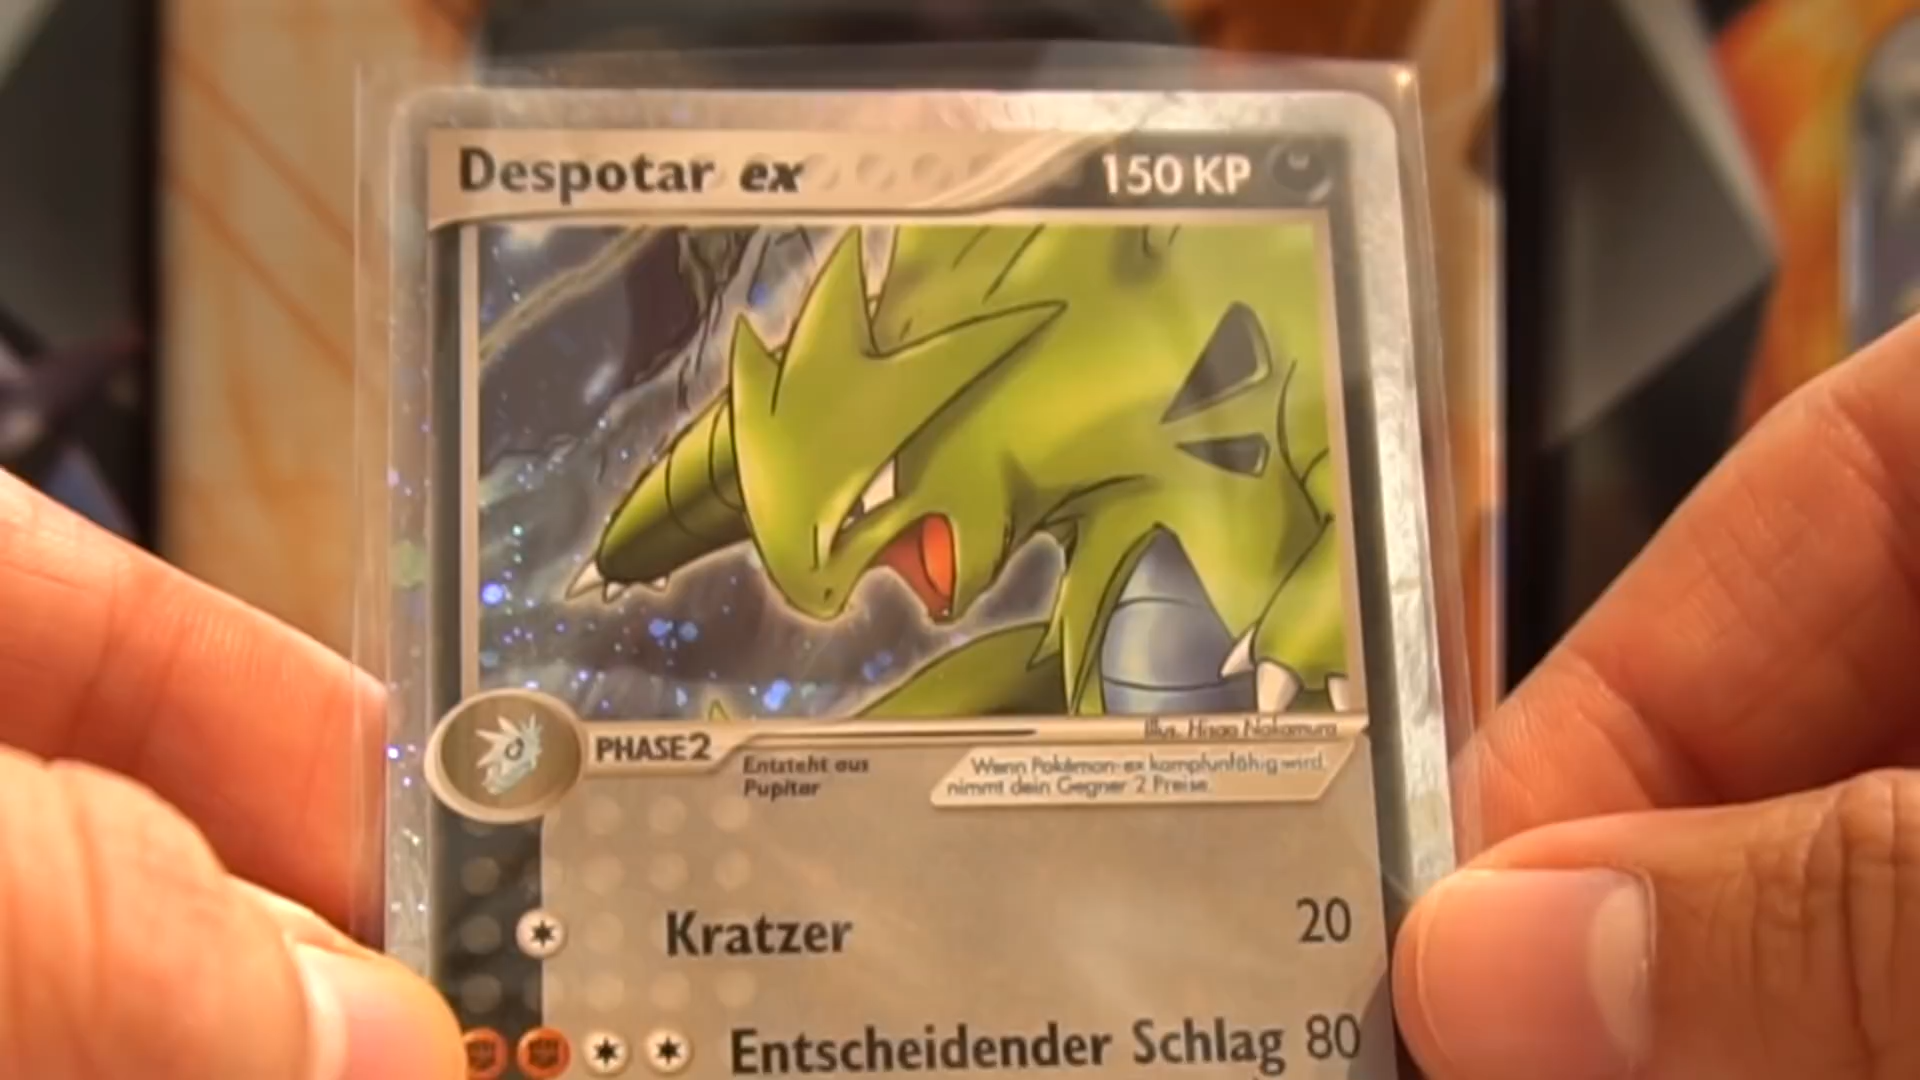 Despotar ex 150 KP
Illus. Hisao Nakamura
PHASE 2
Entsteht aus
Pupitar
Wenn Pokémon-ex kampfunfähig wird,
nimmt dein Gegner 2 Preise.
Kratzer 20
Entscheidender Schlag 80